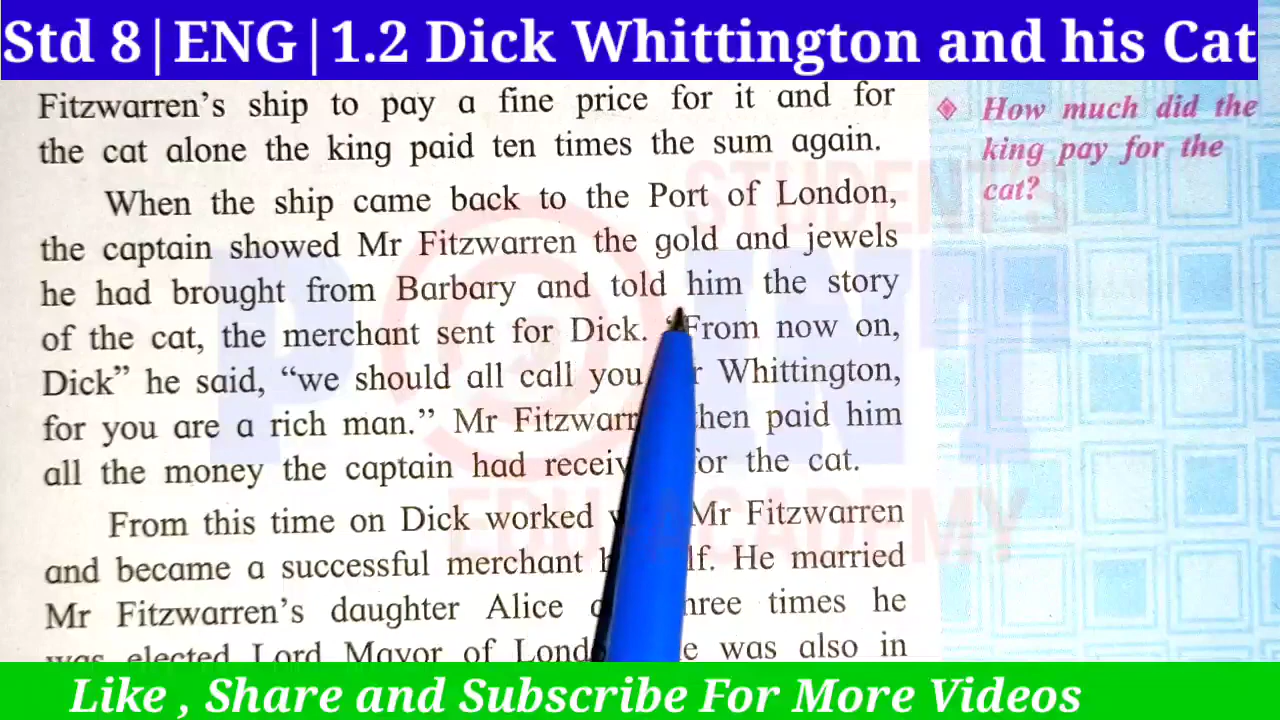 Std 8|ENG|1.2 Dick Whittington and his Cat
Fitzwarren's ship to pay a fine price for it and for
the cat alone the king paid ten times the sum again.
When the ship came back to the Port of London,
the captain showed Mr Fitzwarren the gold and jewels
he had brought from Barbary and told him the story
of the cat, the merchant sent for Dick. “From now on,
Dick” he said, “we should all call you Whittington,
for you are a rich man.” Mr Fitzwarr hen paid him
all the money the captain had receiv or the cat.
From this time on Dick worked Mr Fitzwarren
and became a successful merchant lf. He married
Mr Fitzwarren's daughter Alice hree times he
was elected Lord Mayor of Lond e was also in
How much did the
king pay for the
cat?
STUDENTS
POINT
EDU ACADEMY
Like , Share and Subscribe For More Videos